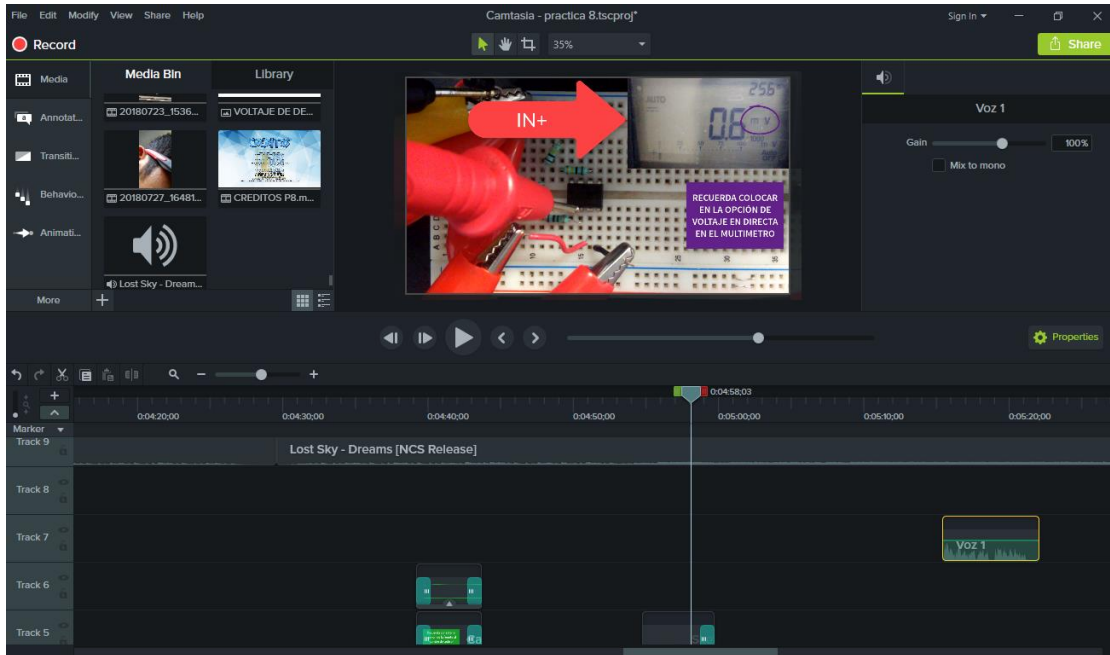 File Edit Modify View Share Help
Camtasia - practica 8.tscproj*
Sign In
Record
35%
Share
Media
Annotat...
Transiti...
Behavio...
Animati...
More
Media Bin
Library
20180723_1536...
VOLTAJE DE DE...
20180727_16481...
CREDITOS P8.m...
Lost Sky - Dream...
IN+
256
AUTO
0.6 m V
RECUERDA COLOCAR
EN LA OPCIÓN DE
VOLTAJE EN DIRECTA
EN EL MULTIMETRO
Voz 1
Gain 100%
Mix to mono
Properties
0:04:58;03
0:04:20;00 0:04:30;00 0:04:40;00 0:04:50;00 0:05:00;00 0:05:10;00 0:05:20;00
Marker
Track 9
Lost Sky - Dreams [NCS Release]
Track 8
Track 7
Voz 1
Track 6
Track 5